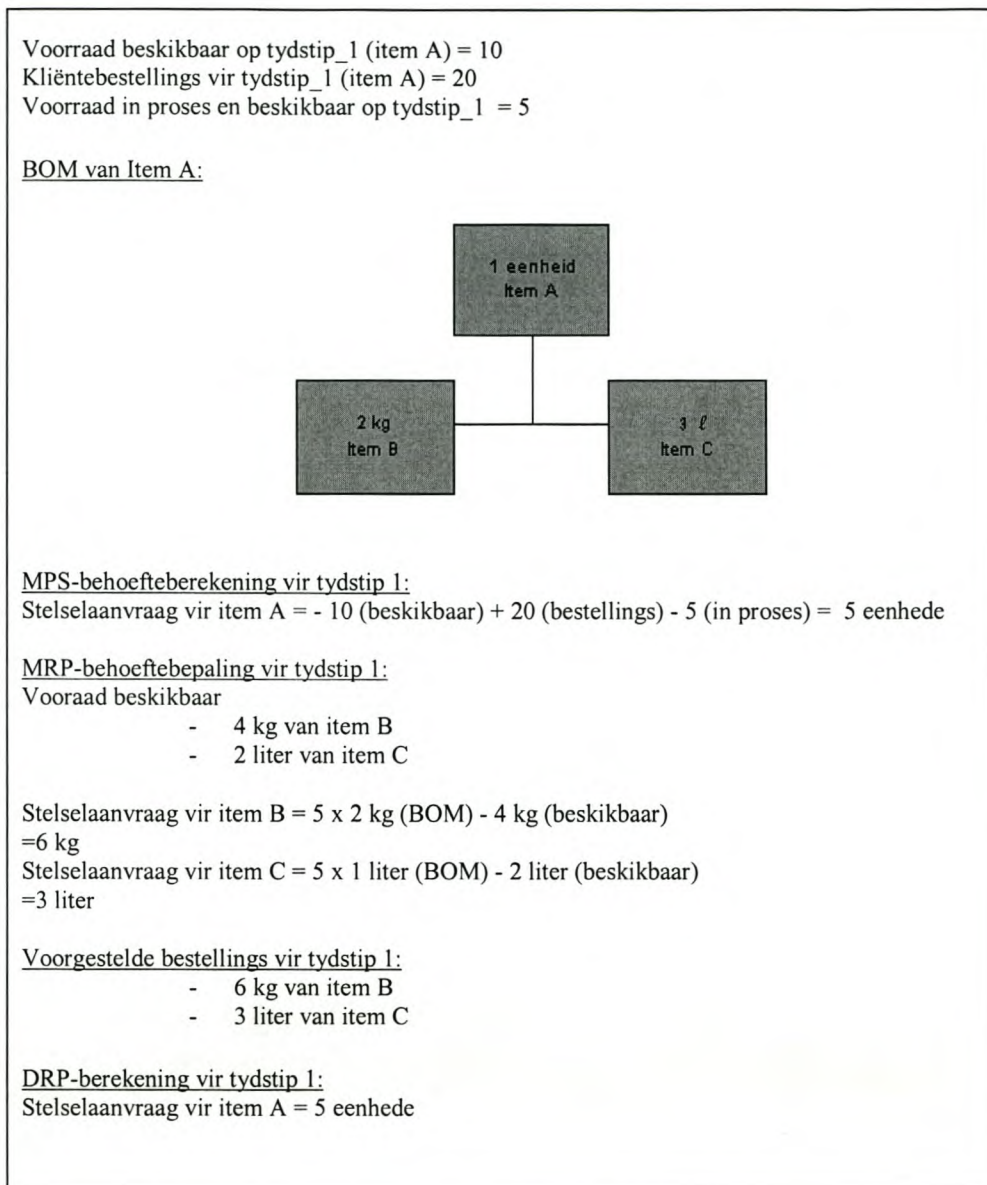 Voorraad beskikbaar op tydstip_1 (item A) = 10
Kliëntebestellings vir tydstip_1 (item A) = 20
Voorraad in proses en beskikbaar op tydstip_1 = 5
BOM van Item A:
1 eenheid
Item A
2 kg
Item B
3 ℓ
Item C
MPS-behoefteberekening vir tydstip 1:
Stelselaanvraag vir item A = - 10 (beskikbaar) + 20 (bestellings) - 5 (in proses) = 5 eenhede
MRP-behoeftebepaling vir tydstip 1:
Vooraad beskikbaar
- 4 kg van item B
- 2 liter van item C
Stelselaanvraag vir item B = 5 x 2 kg (BOM) - 4 kg (beskikbaar)
=6 kg
Stelselaanvraag vir item C = 5 x 1 liter (BOM) - 2 liter (beskikbaar)
=3 liter
Voorgestelde bestellings vir tydstip 1:
- 6 kg van item B
- 3 liter van item C
DRP-berekening vir tydstip 1:
Stelselaanvraag vir item A = 5 eenhede